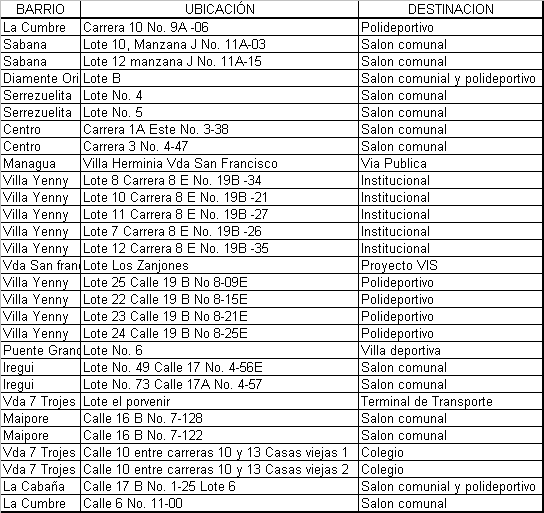 BARRIO UBICACIÓN DESTINACION
La Cumbre Carrera 10 No. 9A -06 Polideportivo
Sabana Lote 10, Manzana J No. 11A-03 Salon comunal
Sabana Lote 12 manzana J No. 11A-15 Salon comunal
Diamente Ori Lote B Salon comunial y polideportivo
Serrezuelita Lote No. 4 Salon comunal
Serrezuelita Lote No. 5 Salon comunal
Centro Carrera 1A Este No. 3-38 Salon comunal
Centro Carrera 3 No. 4-47 Salon comunal
Managua Villa Herminia Vda San Francisco Via Publica
Villa Yenny Lote 8 Carrera 8 E No. 19B -34 Institucional
Villa Yenny Lote 10 Carrera 8 E No. 19B -21 Institucional
Villa Yenny Lote 11 Carrera 8 E No. 19B -27 Institucional
Villa Yenny Lote 7 Carrera 8 E No. 19B -26 Institucional
Villa Yenny Lote 12 Carrera 8 E No. 19B -35 Institucional
Vda San fran Lote Los Zanjones Proyecto VIS
Villa Yenny Lote 25 Calle 19 B No 8-09E Polideportivo
Villa Yenny Lote 22 Calle 19 B No 8-15E Polideportivo
Villa Yenny Lote 23 Calle 19 B No 8-21E Polideportivo
Villa Yenny Lote 24 Calle 19 B No 8-25E Polideportivo
Puente Grand Lote No. 6 Villa deportiva
Iregui Lote No. 49 Calle 17 No. 4-56E Salon comunal
Iregui Lote No. 73 Calle 17A No. 4-57 Salon comunal
Vda 7 Trojes Lote el porvenir Terminal de Transporte
Maipore Calle 16 B No. 7-128 Salon comunal
Maipore Calle 16 B No. 7-122 Salon comunal
Vda 7 Trojes Calle 10 entre carreras 10 y 13 Casas viejas 1 Colegio
Vda 7 Trojes Calle 10 entre carreras 10 y 13 Casas viejas 2 Colegio
La Cabaña Calle 17 B No. 1-25 Lote 6 Salon comunial y polideportivo
La Cumbre Calle 6 No. 11-00 Salon comunal